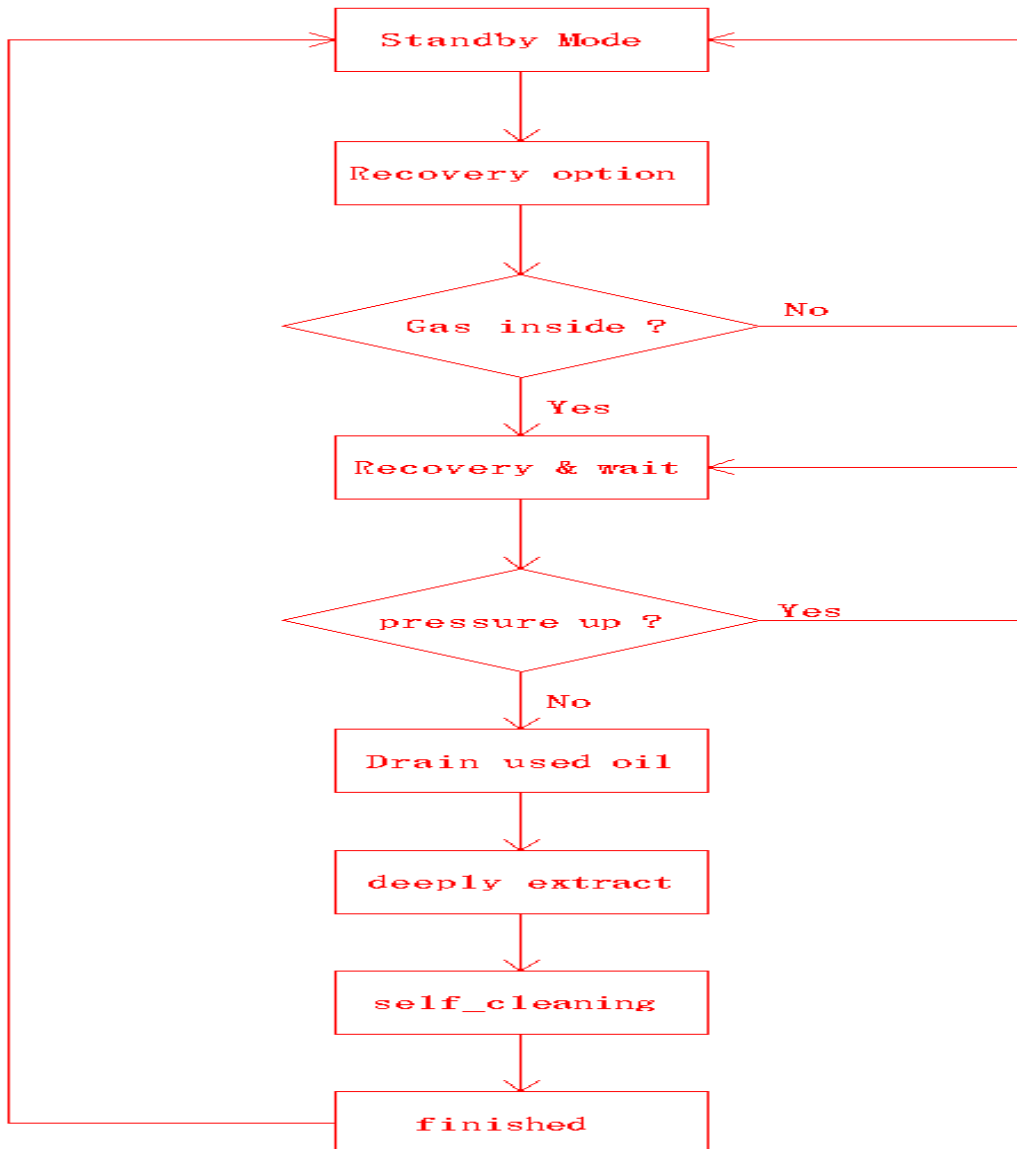 Standby Mode
Recovery option
Gas inside ?
No
Yes
Recovery & wait
pressure up ?
Yes
No
Drain used oil
deeply extract
self_cleaning
finished